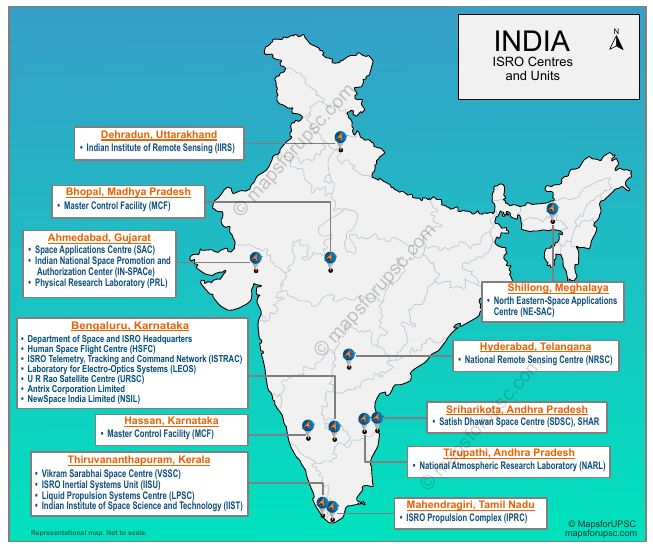 INDIA
ISRO Centres
and Units
N
Dehradun, Uttarakhand
• Indian Institute of Remote Sensing (IIRS)
Bhopal, Madhya Pradesh
• Master Control Facility (MCF)
Ahmedabad, Gujarat
• Space Applications Centre (SAC)
• Indian National Space Promotion and
Authorization Center (IN-SPACe)
• Physical Research Laboratory (PRL)
Shillong, Meghalaya
• North Eastern-Space Applications
Centre (NE-SAC)
Bengaluru, Karnataka
• Department of Space and ISRO Headquarters
• Human Space Flight Centre (HSFC)
• ISRO Telemetry, Tracking and Command Network (ISTRAC)
• Laboratory for Electro-Optics Systems (LEOS)
• U R Rao Satellite Centre (URSC)
• Antrix Corporation Limited
• NewSpace India Limited (NSIL)
Hyderabad, Telangana
• National Remote Sensing Centre (NRSC)
Hassan, Karnataka
• Master Control Facility (MCF)
Sriharikota, Andhra Pradesh
• Satish Dhawan Space Centre (SDSC), SHAR
Tirupathi, Andhra Pradesh
• National Atmospheric Research Laboratory (NARL)
Thiruvananthapuram, Kerala
• Vikram Sarabhai Space Centre (VSSC)
• ISRO Inertial Systems Unit (IISU)
• Liquid Propulsion Systems Centre (LPSC)
• Indian Institute of Space Science and Technology (IIST)
Mahendragiri, Tamil Nadu
• ISRO Propulsion Complex (IPRC)
Representational map. Not to scale.
© MapsforUPSC
mapsforupsc.com
© mapsforupsc.com
© mapsforupsc.com
© mapsforupsc.com